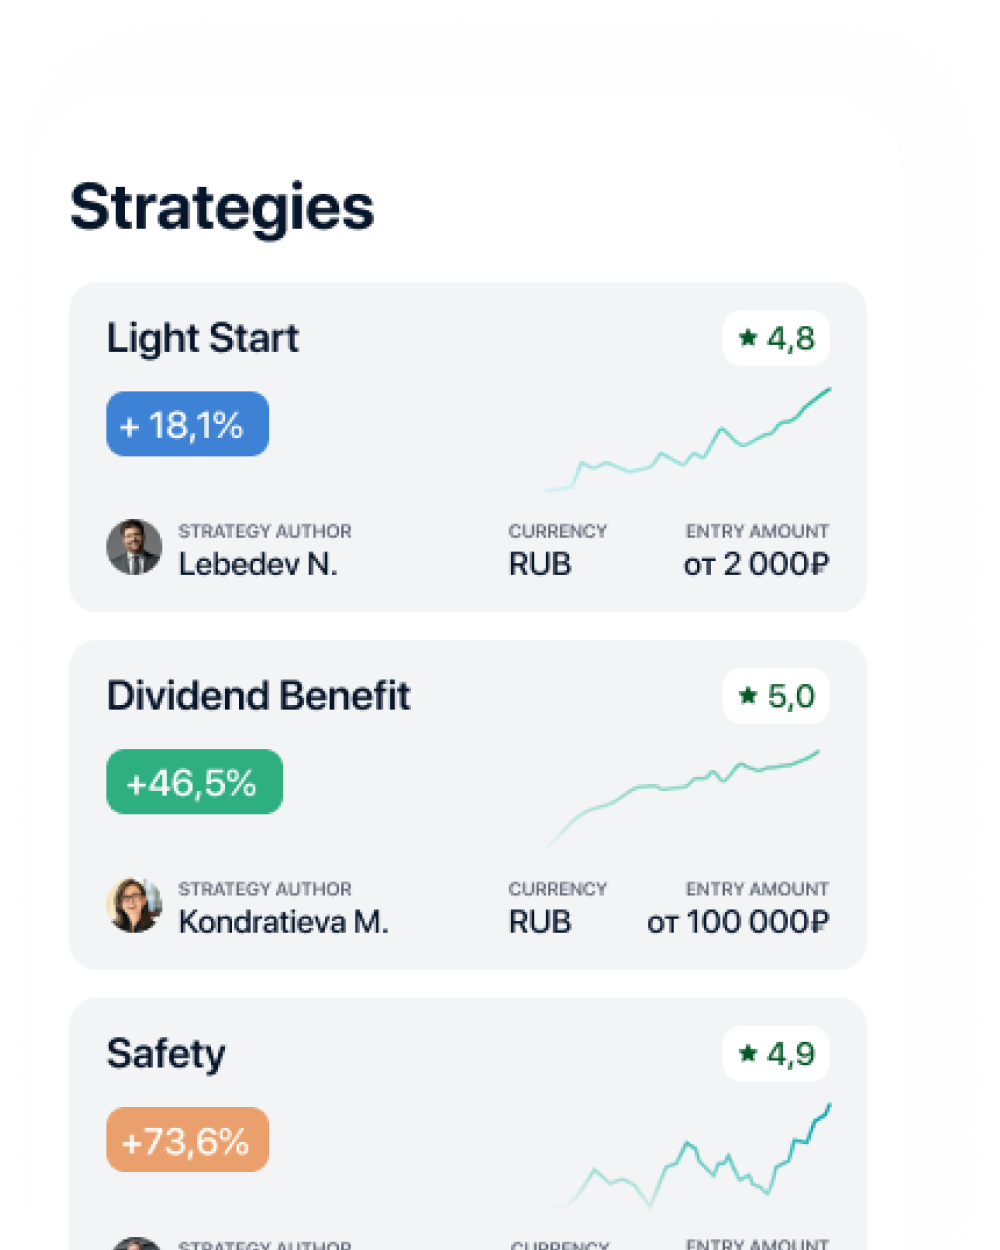 Strategies
Light Start
★ 4,8
+ 18,1%
STRATEGY AUTHOR
CURRENCY
ENTRY AMOUNT
Lebedev N.
RUB
от 2 000₽
Dividend Benefit
★ 5,0
+46,5%
STRATEGY AUTHOR
CURRENCY
ENTRY AMOUNT
Kondratieva M.
RUB
от 100 000₽
Safety
★ 4,9
+73,6%
STRATEGY AUTHOR
CURRENCY
ENTRY AMOUNT